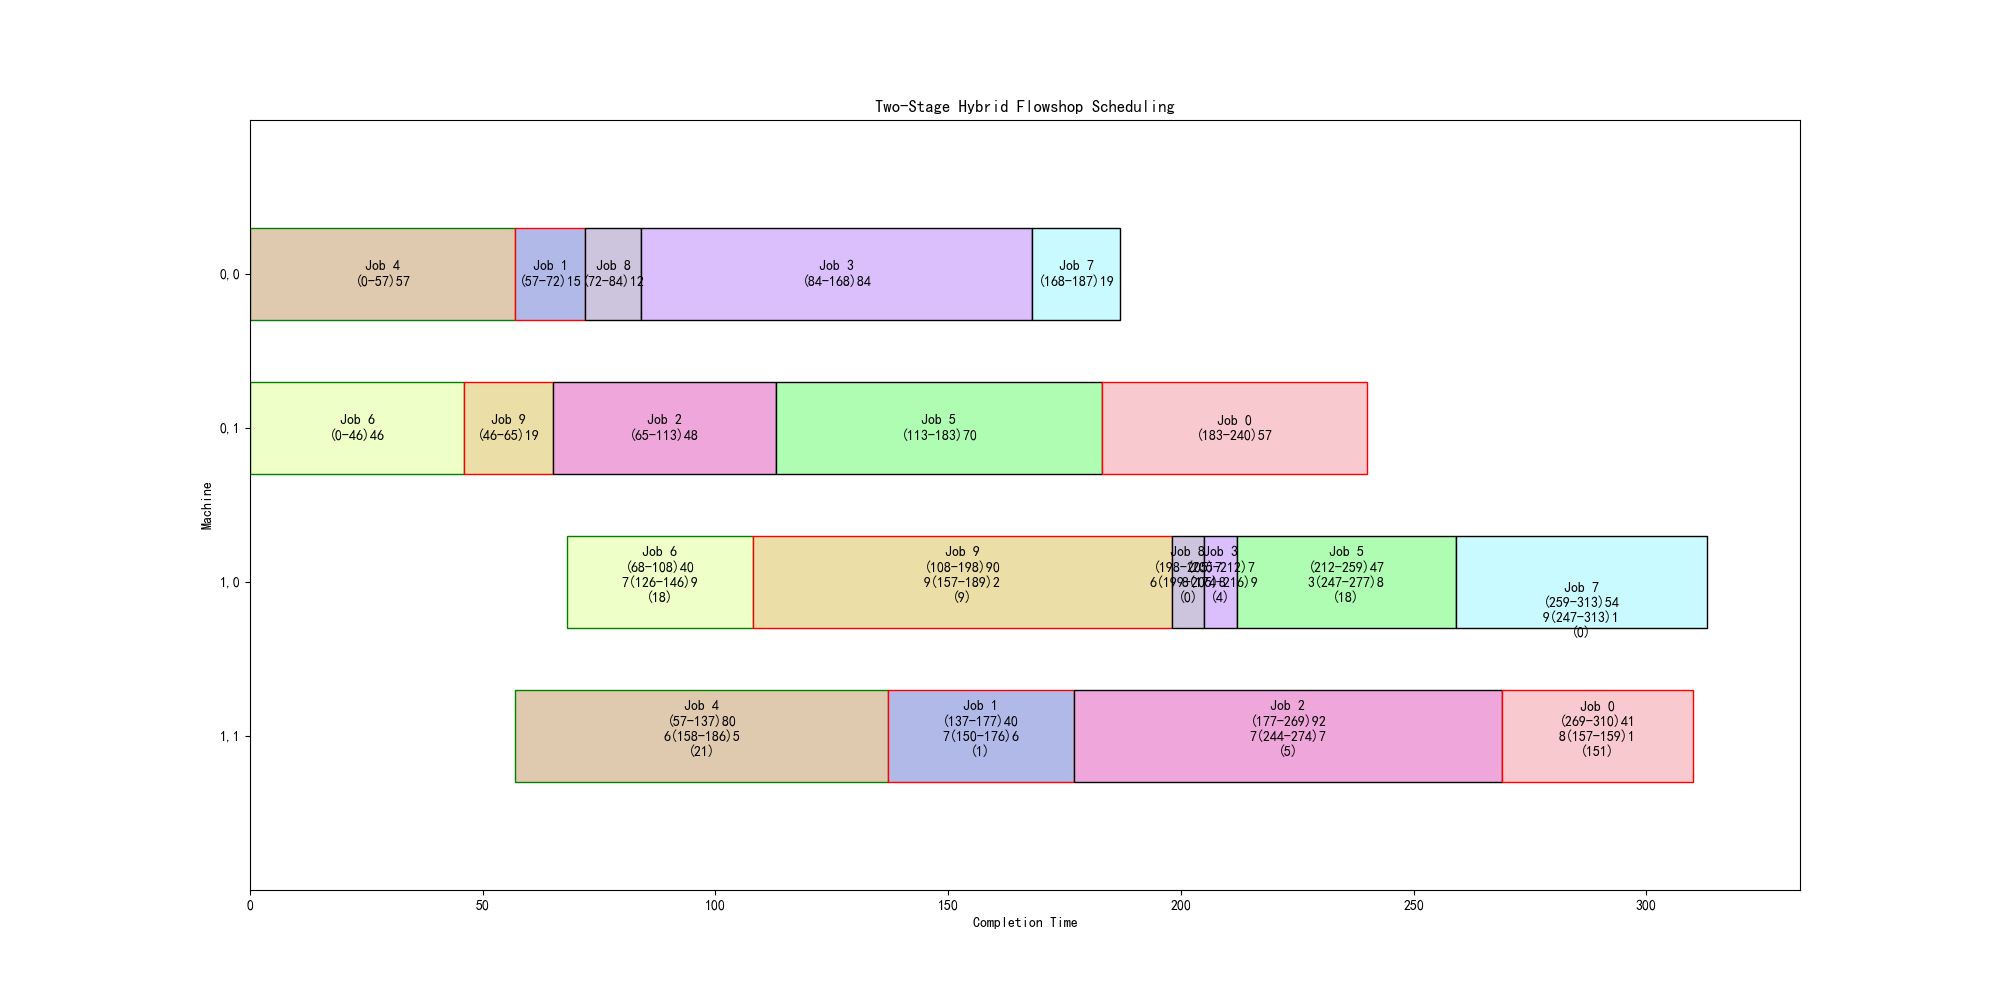 Two-Stage Hybrid Flowshop Scheduling
Machine
0,0
Job 4
(0-57)57
Job 1
(57-72)15
Job 8
(72-84)12
Job 3
(84-168)84
Job 7
(168-187)19
0,1
Job 6
(0-46)46
Job 9
(46-65)19
Job 2
(65-113)48
Job 5
(113-183)70
Job 0
(183-240)57
1,0
Job 6
(68-108)40
7(126-146)9
(18)
Job 9
(108-198)90
9(157-189)2
(9)
Job 8
(198-205)7
(0)
Job 3
(205-212)7
(4)
Job 5
(212-259)47
3(247-277)8
(18)
Job 7
(259-313)54
9(247-313)1
(0)
1,1
Job 4
(57-137)80
6(158-186)5
(21)
Job 1
(137-177)40
7(150-176)6
(1)
Job 2
(177-269)92
7(244-274)7
(5)
Job 0
(269-310)41
8(157-159)1
(151)
0 50 100 150 200 250 300
Completion Time